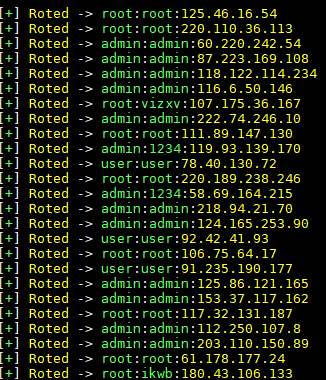 [+] Roted -> root:root:125.46.16.54
[+] Roted -> root:root:220.110.36.113
[+] Roted -> admin:admin:60.220.242.54
[+] Roted -> admin:admin:87.223.169.108
[+] Roted -> admin:admin:118.122.114.234
[+] Roted -> admin:admin:116.6.50.146
[+] Roted -> root:vizxv:107.175.36.167
[+] Roted -> admin:admin:222.74.246.10
[+] Roted -> root:root:111.89.147.130
[+] Roted -> admin:1234:119.93.139.170
[+] Roted -> user:user:78.40.130.72
[+] Roted -> root:root:220.189.238.246
[+] Roted -> admin:1234:58.69.164.215
[+] Roted -> admin:admin:218.94.21.70
[+] Roted -> admin:admin:124.165.253.90
[+] Roted -> user:user:92.42.41.93
[+] Roted -> root:root:106.75.64.17
[+] Roted -> user:user:91.235.190.177
[+] Roted -> admin:admin:125.86.121.165
[+] Roted -> admin:admin:153.37.117.162
[+] Roted -> root:root:117.32.131.187
[+] Roted -> admin:admin:112.250.107.8
[+] Roted -> admin:admin:203.110.150.89
[+] Roted -> root:root:61.178.177.24
[+] Roted -> root:ikwb:180.43.106.133